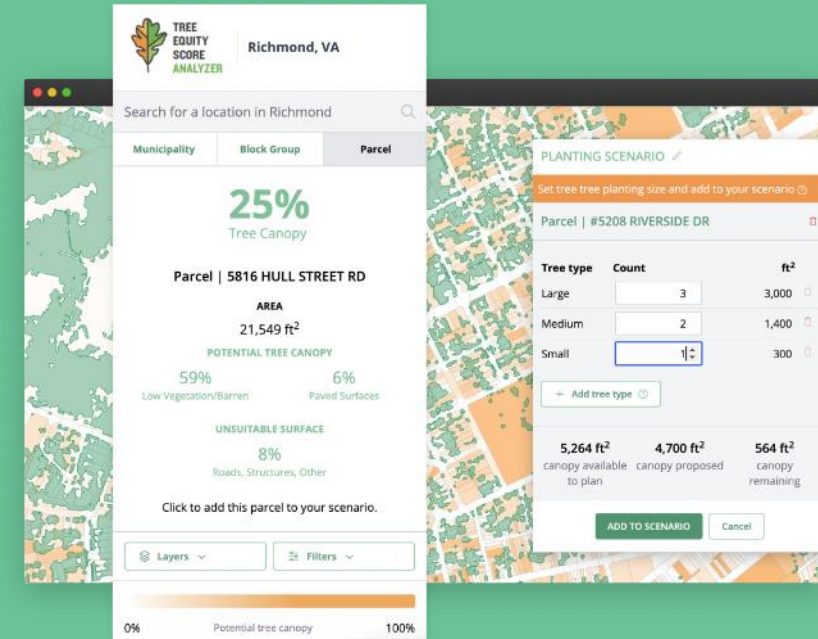 TREE
EQUITY
SCORE
ANALYZER
Richmond, VA
Search for a location in Richmond
Municipality Block Group Parcel
25%
Tree Canopy
Parcel | 5816 HULL STREET RD
AREA
21,549 ft²
POTENTIAL TREE CANOPY
59% 6%
Low Vegetation/Barren Paved Surfaces
UNSUITABLE SURFACE
8%
Roads, Structures, Other
Click to add this parcel to your scenario.
Layers Filters
0% Potential tree canopy 100%
PLANTING SCENARIO
Set tree tree planting size and add to your scenario
Parcel | #5208 RIVERSIDE DR
Tree type Count ft²
Large 3 3,000
Medium 2 1,400
Small 1 300
+ Add tree type
5,264 ft² 4,700 ft² 564 ft²
canopy available canopy proposed canopy
to plan remaining
ADD TO SCENARIO Cancel